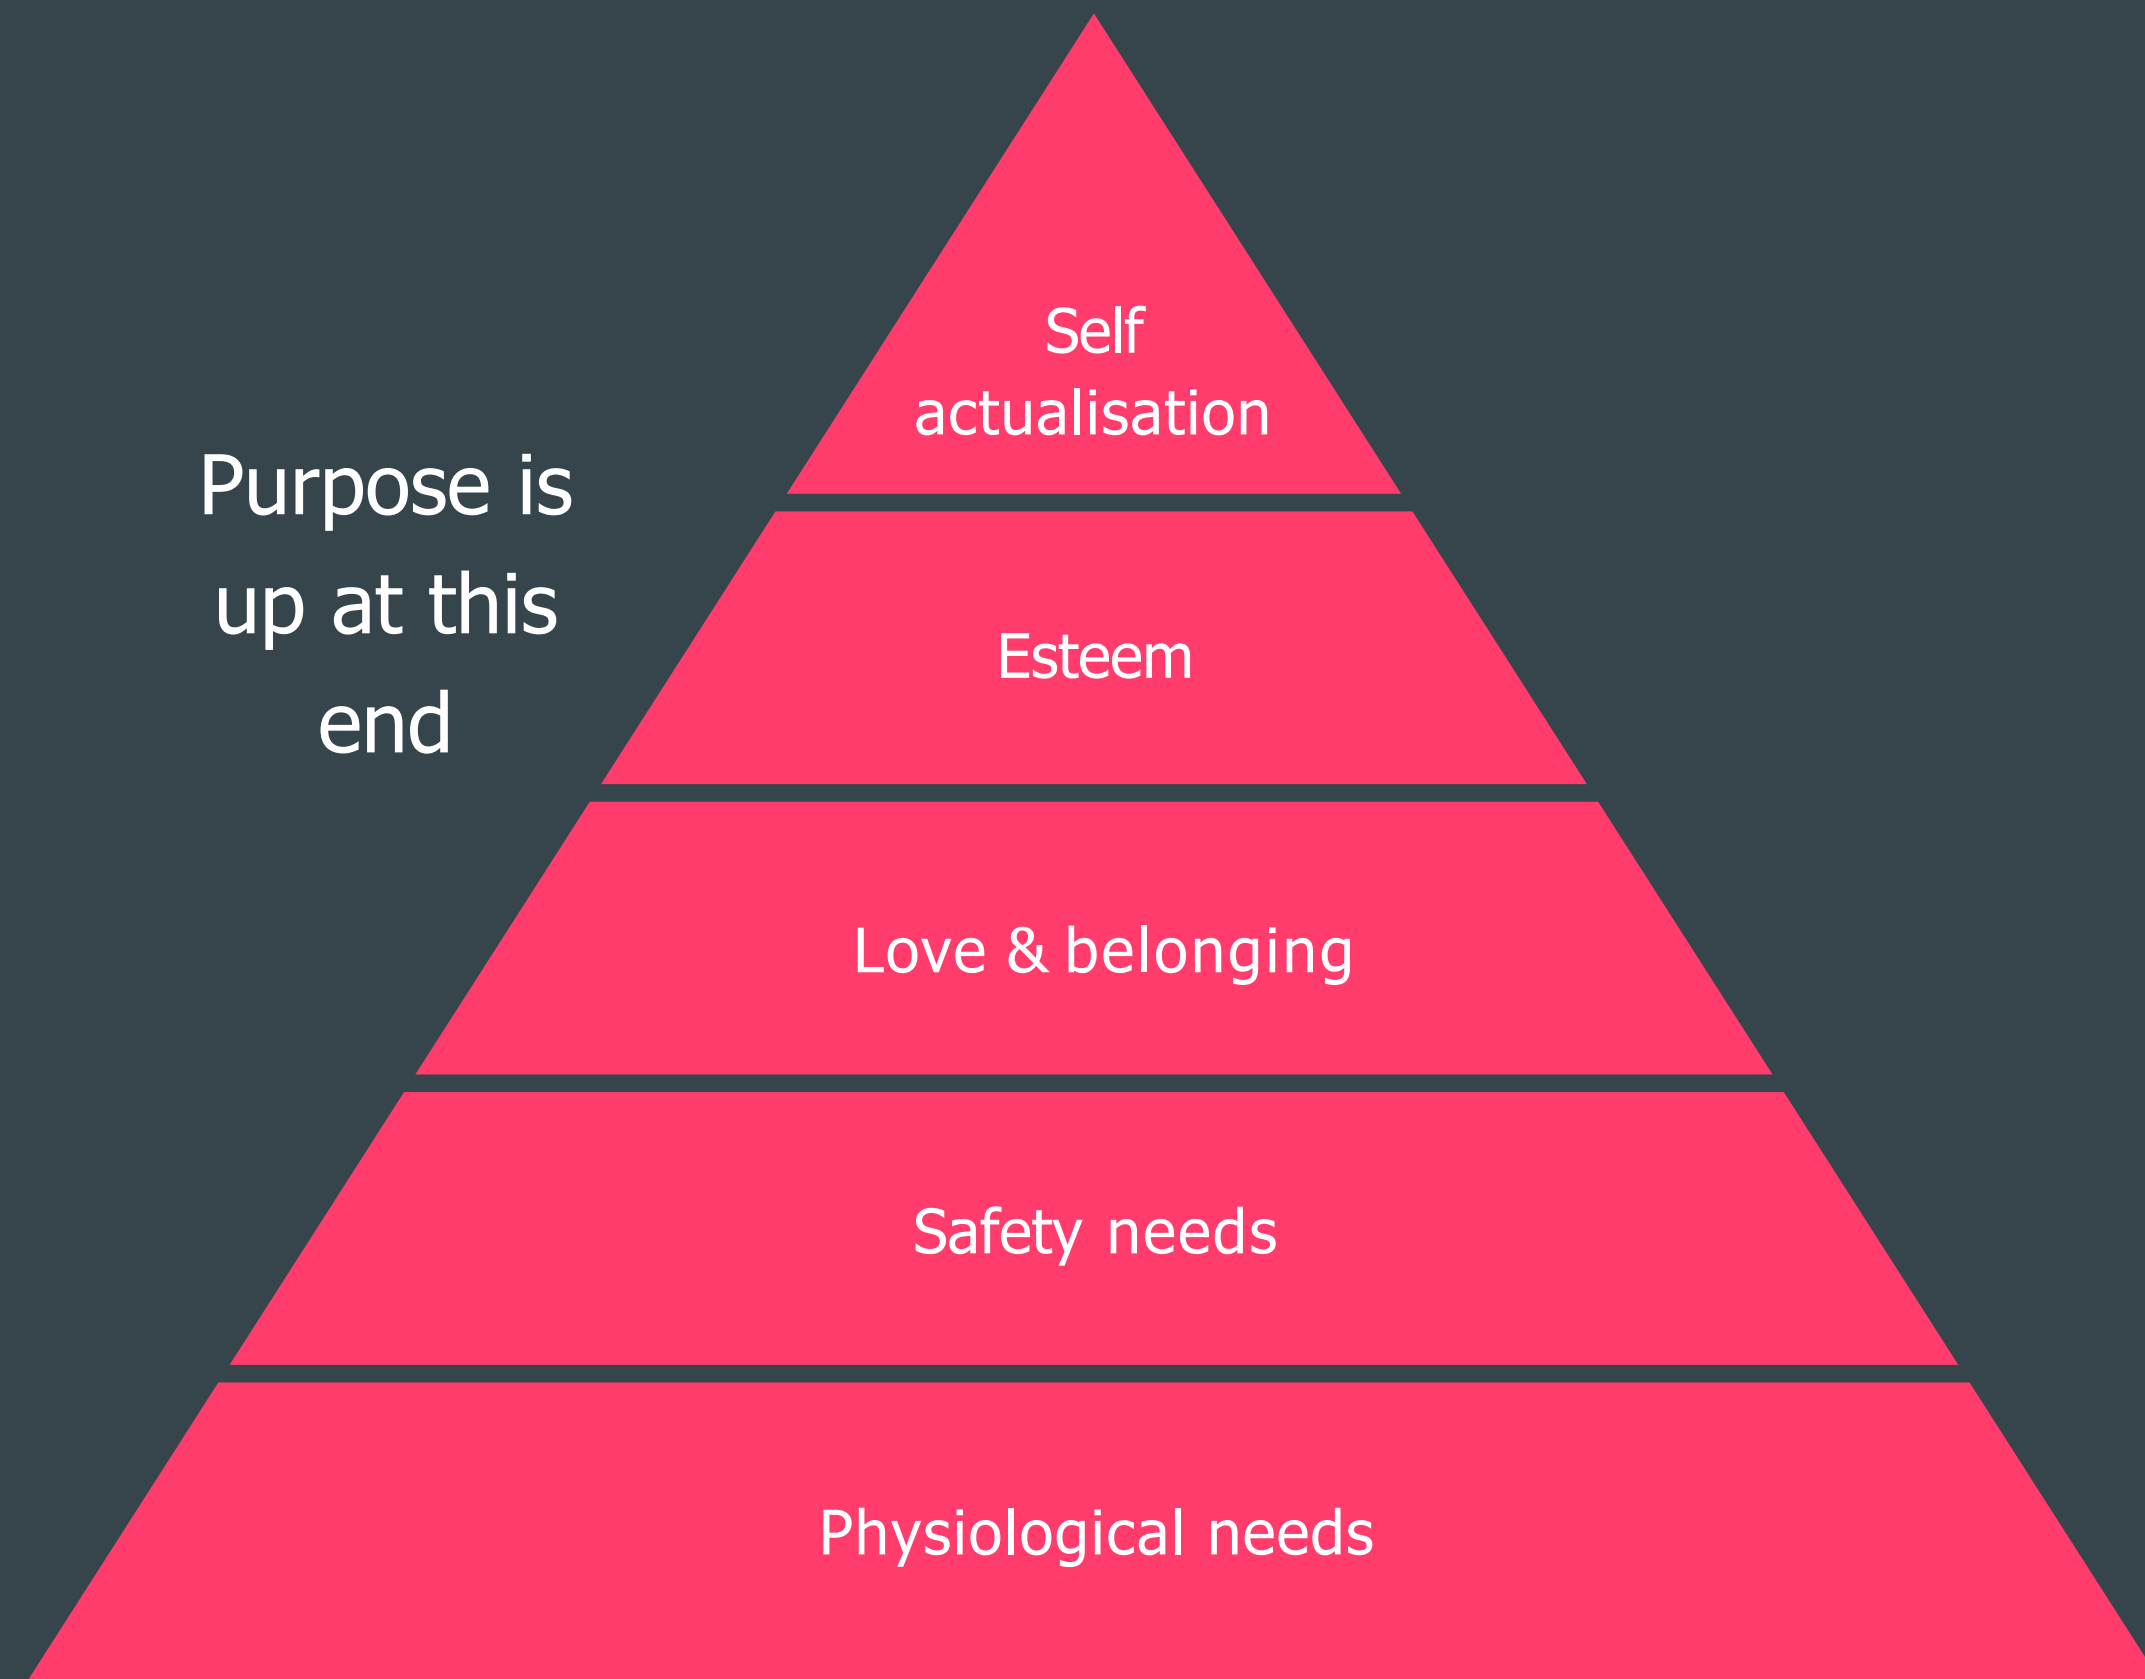 Self
actualisation
Purpose is
up at this
end
Esteem
Love & belonging
Safety needs
Physiological needs